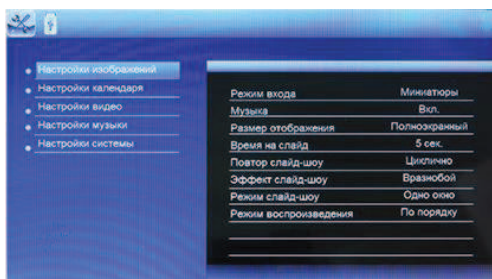 Настройки изображений
Настройки календаря
Настройки видео
Настройки музыки
Настройки системы
Режим входа Миниатюры
Музыка Вкл.
Размер отображения Полноэкранный
Время на слайд 5 сек.
Повтор слайд-шоу Циклично
Эффект слайд-шоу Вразнобой
Режим слайд-шоу Одно окно
Режим воспроизведения По порядку